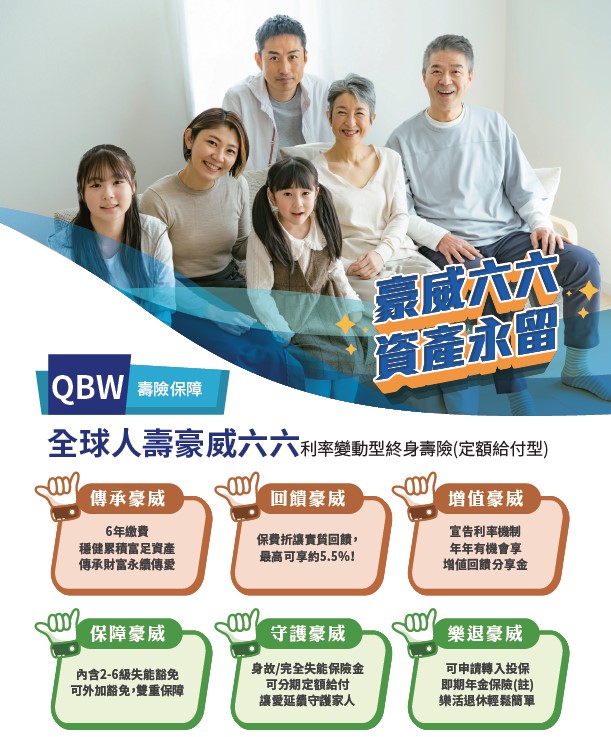 豪威六六
資產永留
QBW 壽險保障
全球人壽豪威六六利率變動型終身壽險(定額給付型)
傳承豪威
6年繳費
穩健累積富足資產
傳承財富永續傳愛
回饋豪威
保費折讓實質回饋，
最高可享約5.5%!
增值豪威
宣告利率機制
年年有機會享
增值回饋分享金
保障豪威
內含2-6級失能豁免
可外加豁免，雙重保障
守護豪威
身故/完全失能保險金
可分期定額給付
讓愛延續守護家人
樂退豪威
可申請轉入投保
即期年金保險(註)
樂活退休輕鬆簡單